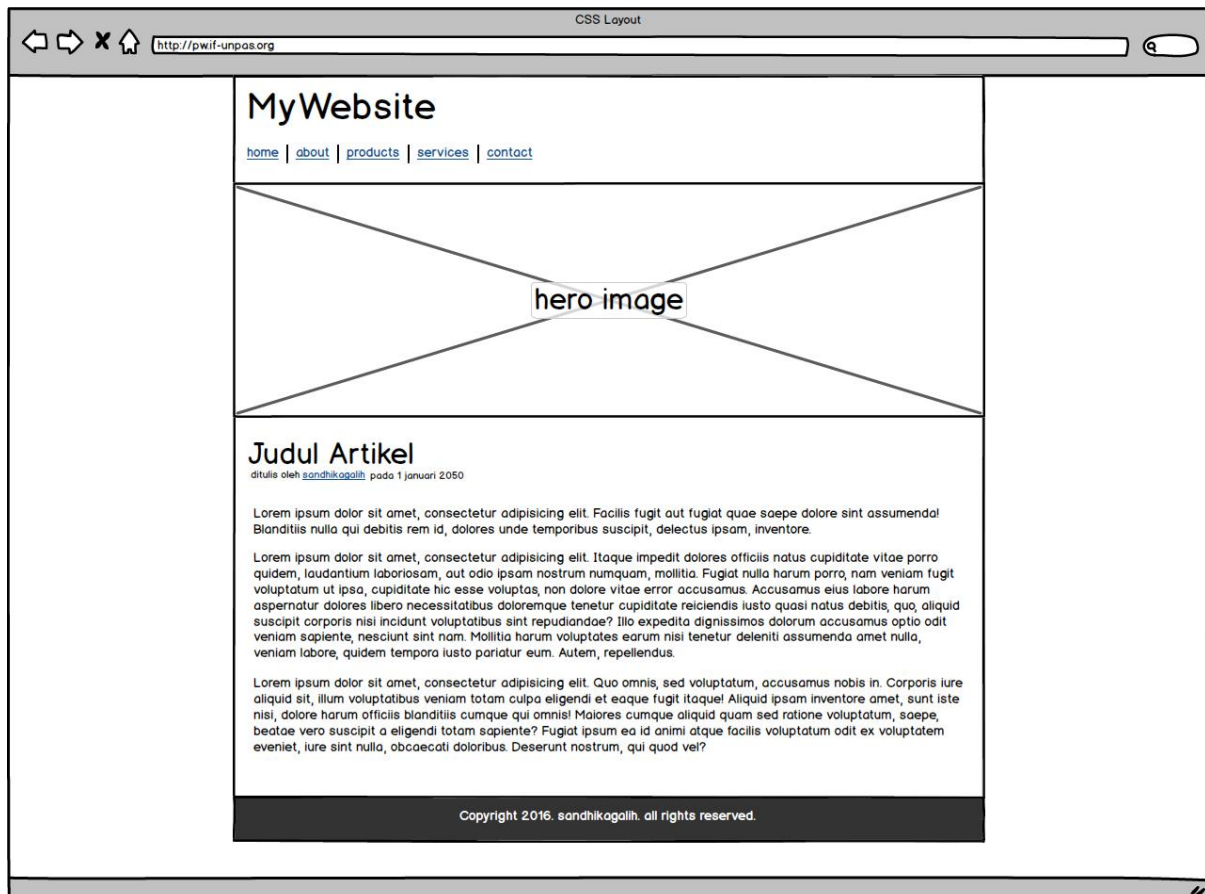 CSS Layout
http://pw.if-unpas.org
MyWebsite
home | about | products | services | contact
hero image
Judul Artikel
ditulis oleh sandhikagalih pada 1 januari 2050
Lorem ipsum dolor sit amet, consectetur adipisicing elit. Facilis fugit aut fugiat quae saepe dolore sint assumenda!
Blanditiis nulla qui debitis rem id, dolores unde temporibus suscipit, delectus ipsam, inventore.
Lorem ipsum dolor sit amet, consectetur adipisicing elit. Itaque impedit dolores officiis natus cupiditate vitae porro
quidem, laudantium laboriosam, aut odio ipsam nostrum numquam, mollitia. Fugiat nulla harum porro, nam veniam fugit
voluptatum ut ipsa, cupiditate hic esse voluptas, non dolore vitae error accusamus. Accusamus eius labore harum
aspernatur dolores libero necessitatibus doloremque tenetur cupiditate reiciendis iusto quasi natus debitis, quo, aliquid
suscipit corporis nisi incidunt voluptatibus sint repudiandae? Illo expedita dignissimos dolorum accusamus optio odit
veniam sapiente, nesciunt sint nam. Mollitia harum voluptates earum nisi tenetur deleniti assumenda amet nulla,
veniam labore, quidem tempora iusto pariatur eum. Autem, repellendus.
Lorem ipsum dolor sit amet, consectetur adipisicing elit. Quo omnis, sed voluptatum, accusamus nobis in. Corporis iure
aliquid sit, illum voluptatibus veniam totam culpa eligendi et eaque fugit itaque! Aliquid ipsam inventore amet, sunt iste
nisi, dolore harum officiis blanditiis cumque qui omnis! Maiores cumque aliquid quam sed ratione voluptatum, saepe,
beatae vero suscipit a eligendi totam sapiente? Fugiat ipsum ea id animi atque facilis voluptatum odit ex voluptatem
eveniet, iure sint nulla, obcaecati doloribus. Deserunt nostrum, qui quod vel?
Copyright 2016. sandhikagalih. all rights reserved.